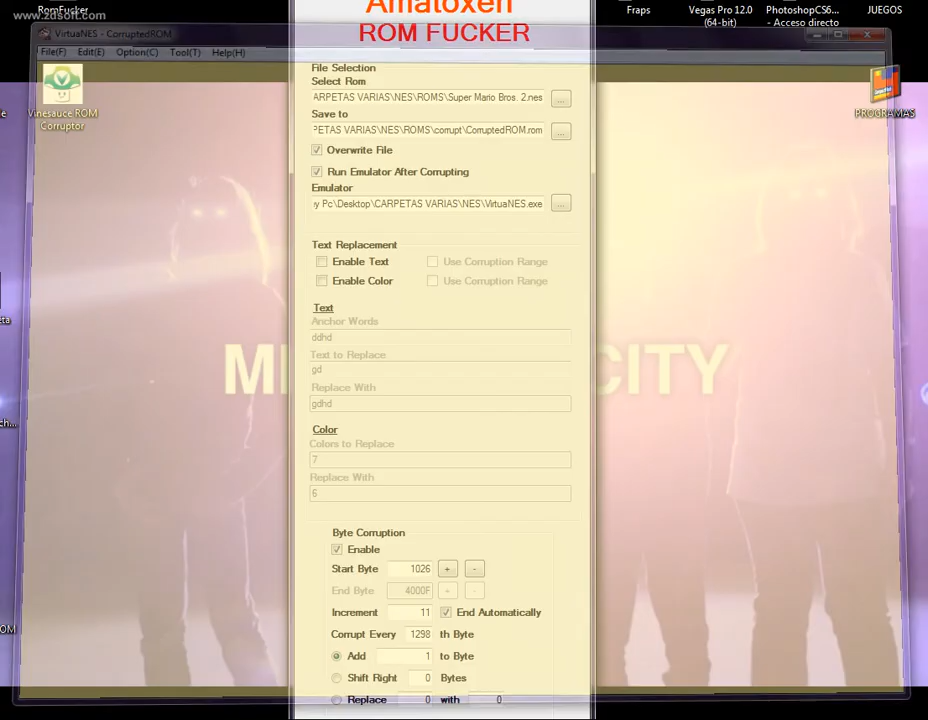 RomFucker
www.2dsoft.com
Amatoxen
Fraps
Vegas Pro 12.0
(64-bit)
PhotoshopCS6...
- Acceso directo
JUEGOS
ROM FUCKER
VirtuaNES - CorruptedROM
File(F) Edit(E) Option(C) Tool(T) Help(H)
Vinesauce ROM
Corruptor
PROGRAMAS
File Selection
Select Rom
ARPETAS VARIAS\NES\ROMS\Super Mario Bros. 2.nes
...
Save to
PETAS VARIAS\NES\ROMS\corrupt\CorruptedROM.rom
...
Overwrite File
Run Emulator After Corrupting
Emulator
y Pc\Desktop\CARPETAS VARIAS\NES\VirtuaNES.exe
...
Text Replacement
Enable Text Use Corruption Range
Enable Color Use Corruption Range
Text
Anchor Words
ddhd
Text to Replace
gd
Replace With
gdhd
CITY
Color
Colors to Replace
7
Replace With
6
Byte Corruption
Enable
Start Byte 1026 + -
End Byte 4000F + -
Increment 11 End Automatically
Corrupt Every 1298 th Byte
Add 1 to Byte
Shift Right 0 Bytes
Replace 0 with 0